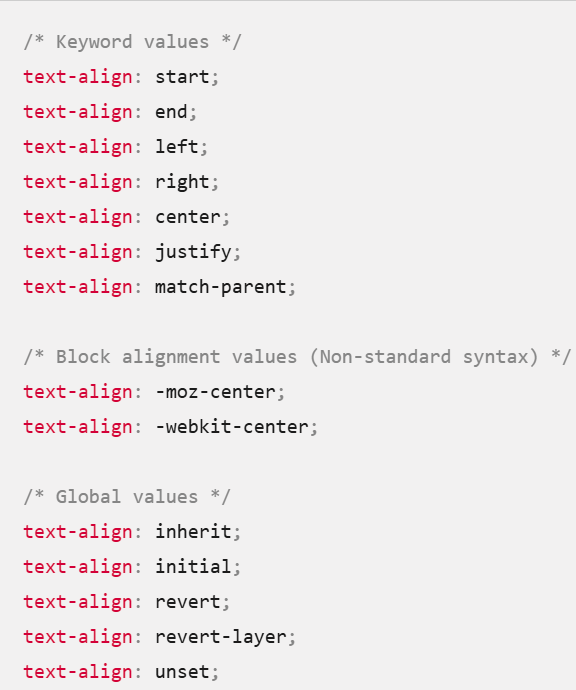 /* Keyword values */
text-align: start;
text-align: end;
text-align: left;
text-align: right;
text-align: center;
text-align: justify;
text-align: match-parent;
/* Block alignment values (Non-standard syntax) */
text-align: -moz-center;
text-align: -webkit-center;
/* Global values */
text-align: inherit;
text-align: initial;
text-align: revert;
text-align: revert-layer;
text-align: unset;